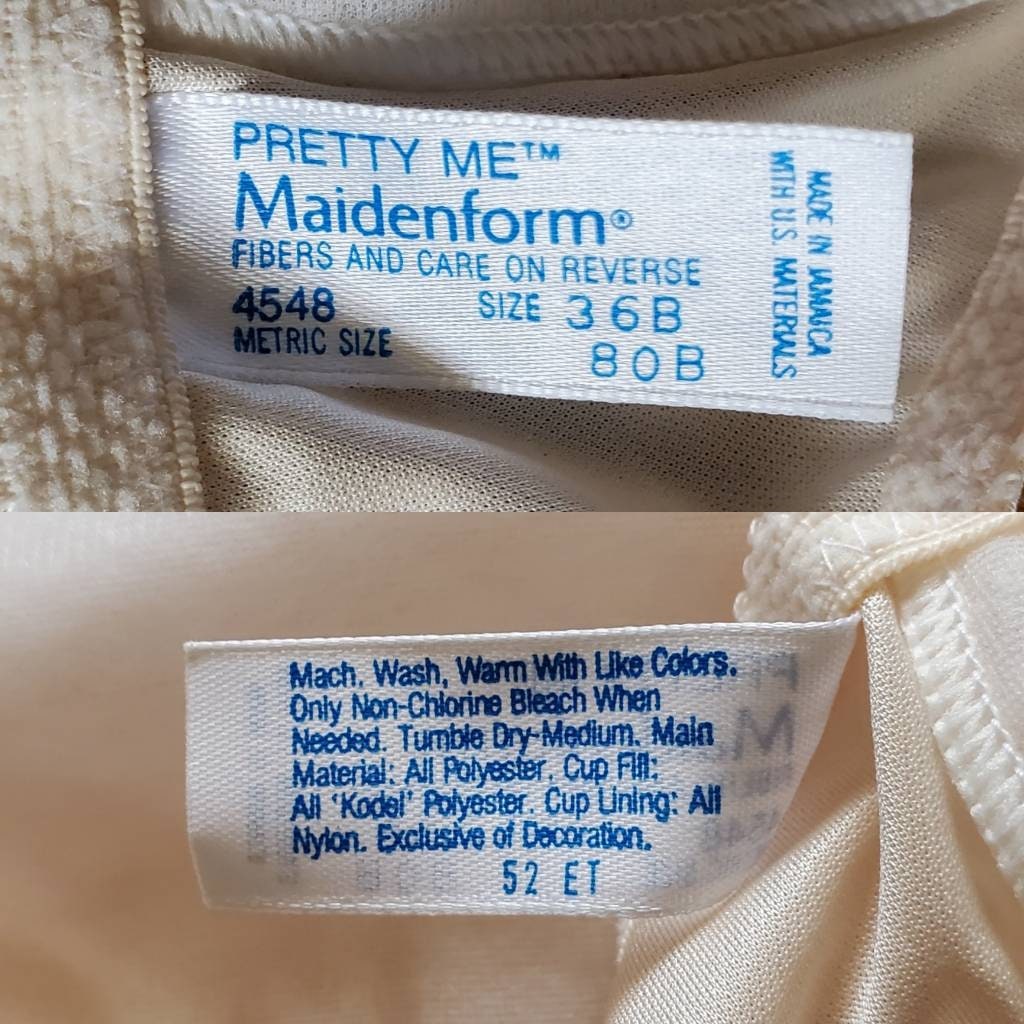 PRETTY ME™
Maidenform®
FIBERS AND CARE ON REVERSE
4548 SIZE 36B
METRIC SIZE 80B
MADE IN JAMAICA
WITH U.S. MATERIALS
Mach. Wash, Warm With Like Colors.
Only Non-Chlorine Bleach When
Needed. Tumble Dry-Medium. Main
Material: All Polyester. Cup Fill:
All 'Kodel' Polyester. Cup Lining: All
Nylon. Exclusive of Decoration.
52 ET